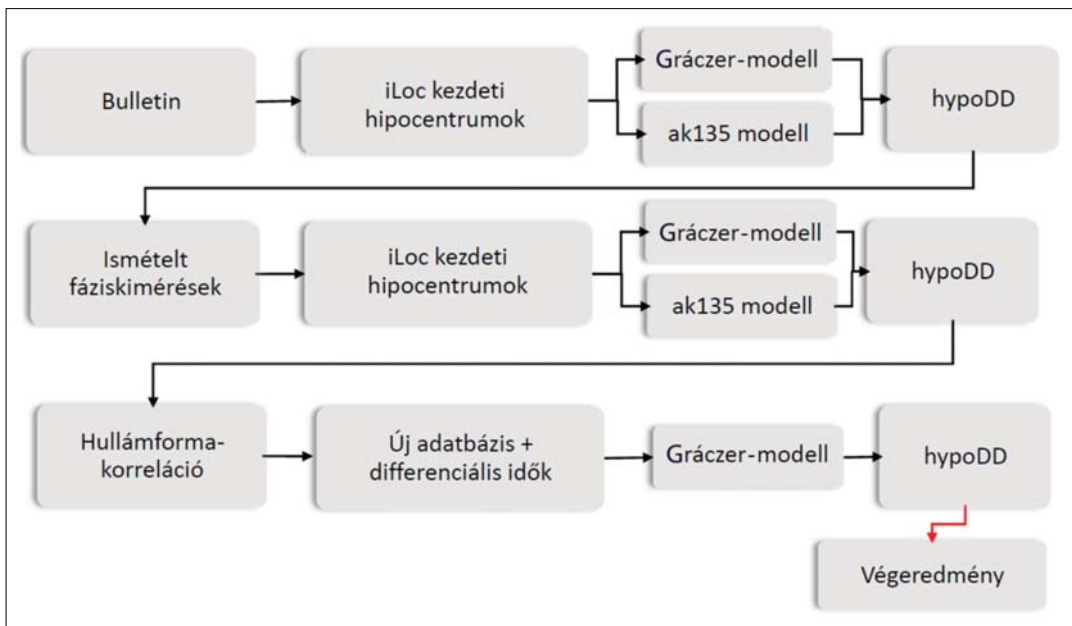 Bulletin
iLoc kezdeti
hipocentrumok
Gráczer-modell
ak135 modell
hypoDD
Ismételt
fáziskimérések
iLoc kezdeti
hipocentrumok
Gráczer-modell
ak135 modell
hypoDD
Hullámforma-
korreláció
Új adatbázis +
differenciális idők
Gráczer-modell
hypoDD
Végeredmény